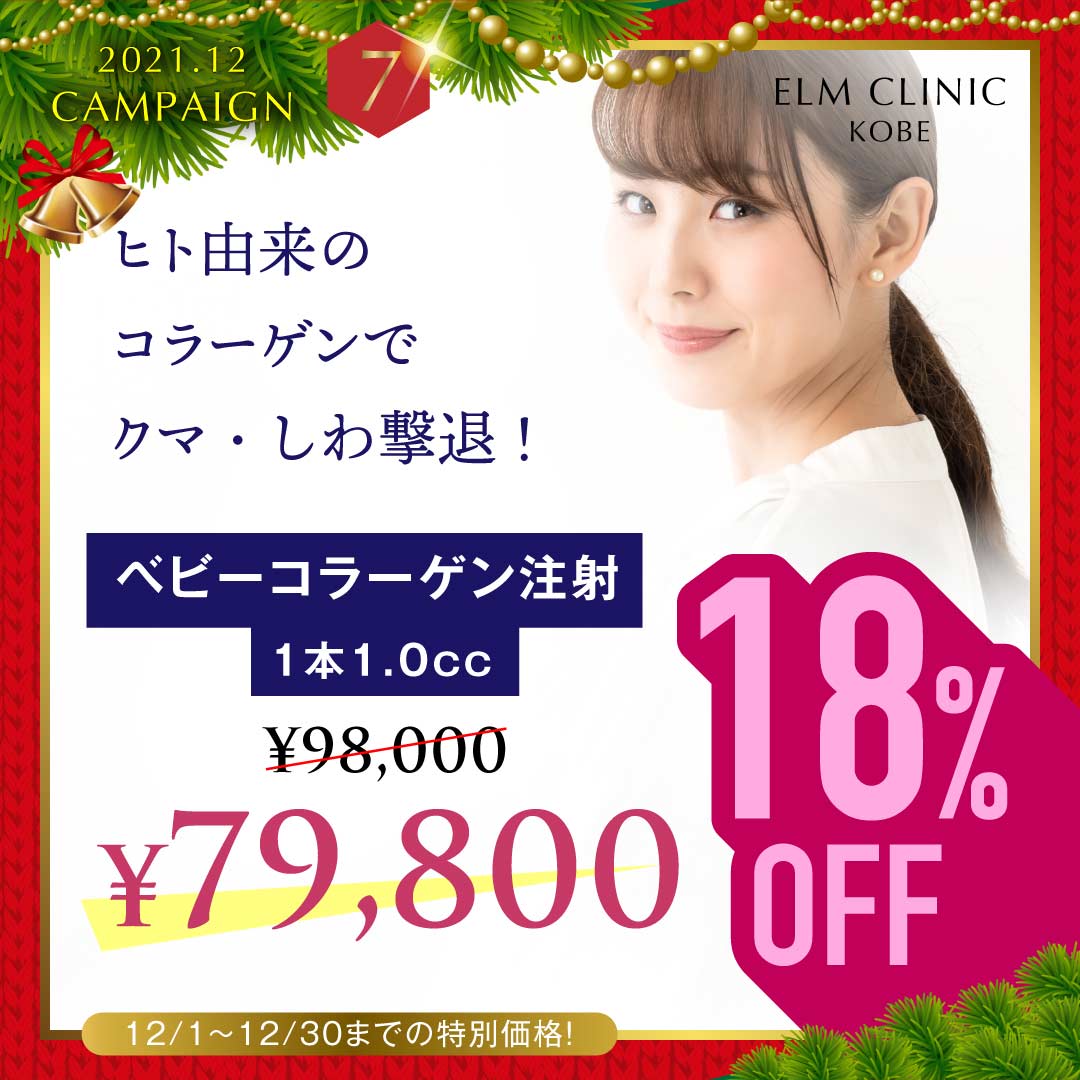 2021.12
CAMPAIGN
7
ELM CLINIC
KOBE
ヒト由来の
コラーゲンで
クマ・しわ撃退！
ベビーコラーゲン注射
1本1.0cc
¥98,000
¥79,800
18%
OFF
12/1~12/30までの特別価格!